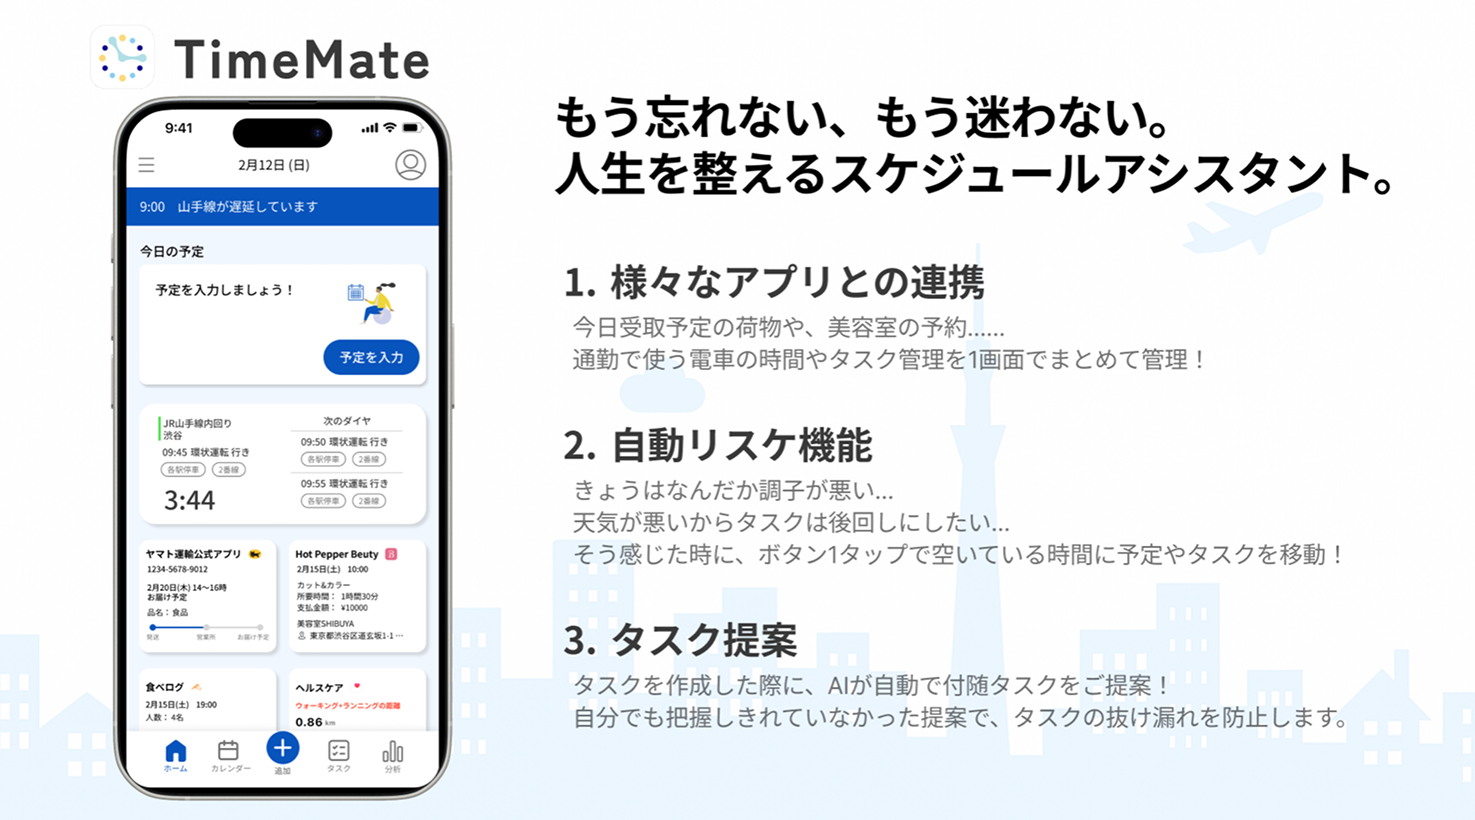 TimeMate
9:41
2月12日 (日)
9:00 山手線が遅延しています
今日の予定
予定を入力しましょう！
予定を入力
JR山手線内回り
渋谷
09:45 環状運転 行き
各駅停車 2番線
3:44
次のダイヤ
09:50 環状運転 行き
各駅停車 2番線
09:55 環状運転 行き
各駅停車 2番線
ヤマト運輸公式アプリ
1234-5678-9012
2月20日(木) 14〜16時
お届け予定
品名：食品
発送 営業所 お届け予定
Hot Pepper Beuty
2月15日(土) 10:00
カット&カラー
所要時間： 1時間30分
支払金額： ¥10000
美容室SHIBUYA
東京都渋谷区道玄坂1-1…
食べログ
2月15日(土) 19:00
人数：4名
ヘルスケア
ウォーキング+ランニングの距離
0.86 km
ホーム カレンダー 追加 タスク 分析
もう忘れない、もう迷わない。
人生を整えるスケジュールアシスタント。
1. 様々なアプリとの連携
今日受取予定の荷物や、美容室の予約……
通勤で使う電車の時間やタスク管理を1画面でまとめて管理！
2. 自動リスケ機能
きょうはなんだか調子が悪い…
天気が悪いからタスクは後回しにしたい…
そう感じた時に、ボタン1タップで空いている時間に予定やタスクを移動！
3. タスク提案
タスクを作成した際に、AIが自動で付随タスクをご提案！
自分でも把握しきれていなかった提案で、タスクの抜け漏れを防止します。